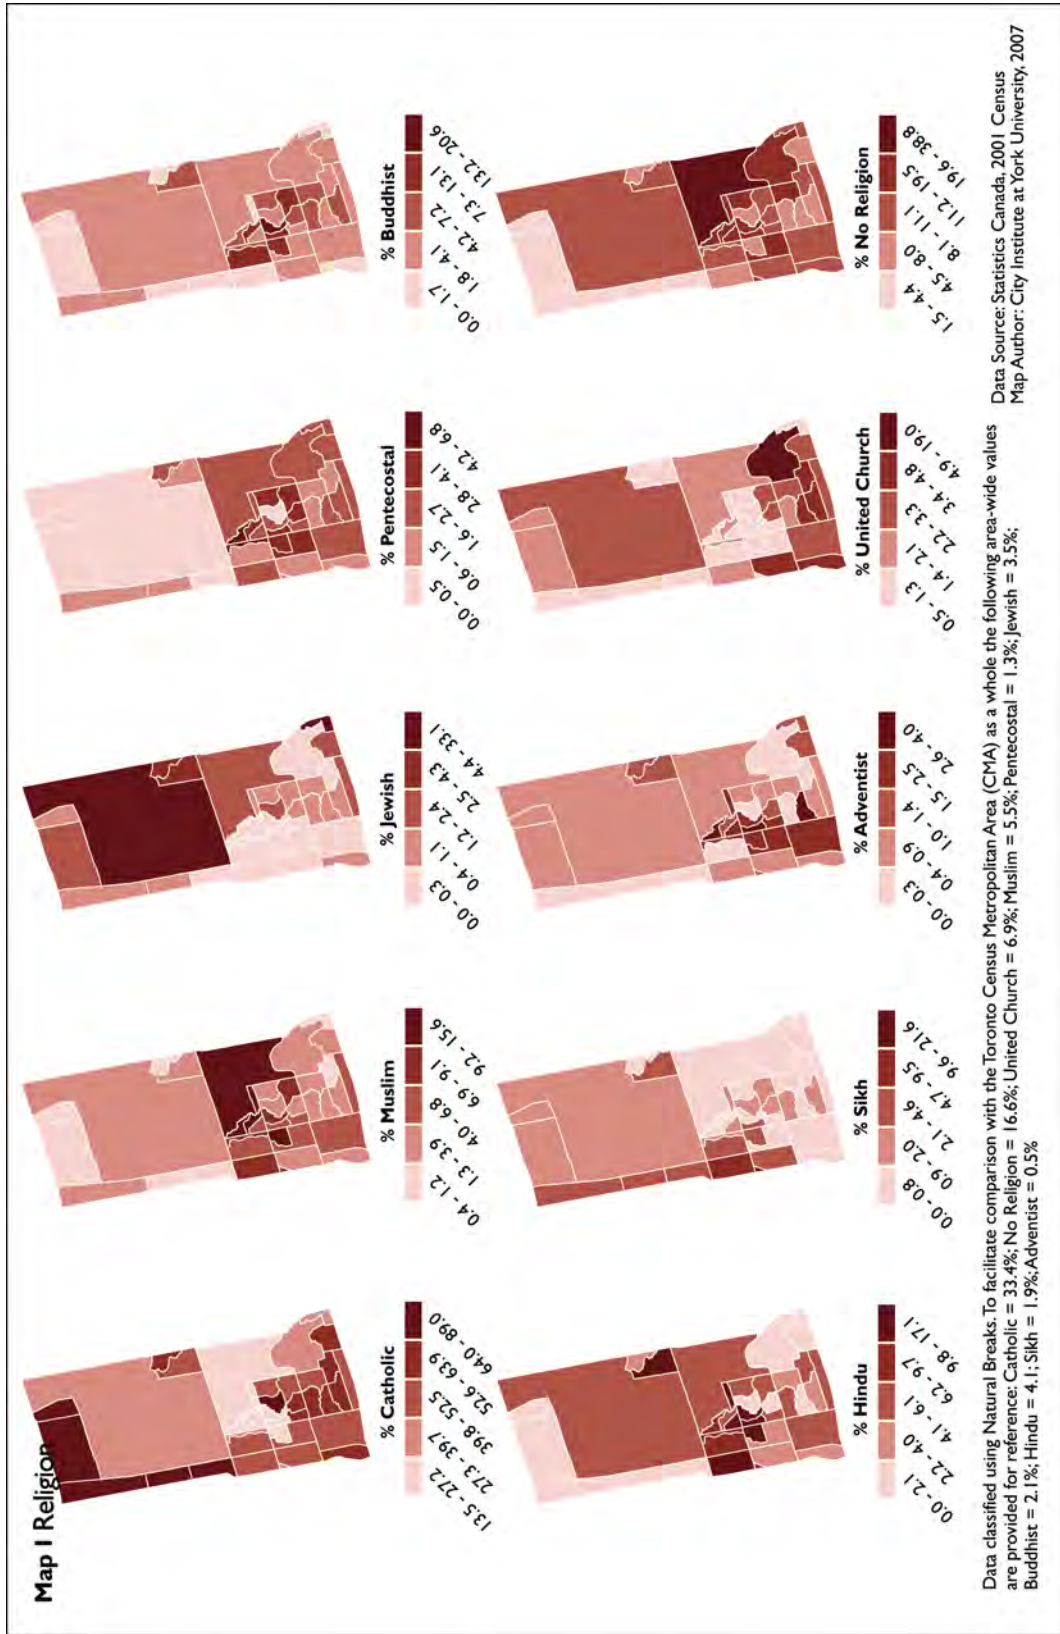 Map 1 Religion
% Catholic
13.5 - 27.2
27.3 - 39.7
39.8 - 52.5
52.6 - 63.9
64.0 - 89.0
% Muslim
0.4 - 1.2
1.3 - 3.9
4.0 - 6.8
6.9 - 9.1
9.2 - 15.6
% Jewish
0.0 - 0.3
0.4 - 1.1
1.2 - 2.4
2.5 - 4.3
4.4 - 33.1
% Pentecostal
0.0 - 0.5
0.6 - 1.5
1.6 - 2.7
2.8 - 4.1
4.2 - 6.8
% Buddhist
0.0 - 1.7
1.8 - 4.1
4.2 - 7.2
7.3 - 13.1
13.2 - 20.6
% Hindu
0.0 - 2.1
2.2 - 4.0
4.1 - 6.1
6.2 - 9.7
9.8 - 17.1
% Sikh
0.0 - 0.8
0.9 - 2.0
2.1 - 4.6
4.7 - 9.5
9.6 - 21.6
% Adventist
0.0 - 0.3
0.4 - 0.9
1.0 - 1.4
1.5 - 2.5
2.6 - 4.0
% United Church
0.5 - 1.3
1.4 - 2.1
2.2 - 3.3
3.4 - 4.8
4.9 - 19.0
% No Religion
1.5 - 4.4
4.5 - 8.0
8.1 - 11.1
11.2 - 19.5
19.6 - 38.8
Data classified using Natural Breaks. To facilitate comparison with the Toronto Census Metropolitan Area (CMA) as a whole the following area-wide values
are provided for reference: Catholic = 33.4%; No Religion = 16.6%; United Church = 6.9%; Muslim = 5.5%; Pentecostal = 1.3%; Jewish = 3.5%;
Buddhist = 2.1%; Hindu = 4.1; Sikh = 1.9%; Adventist = 0.5%
Data Source: Statistics Canada, 2001 Census
Map Author: City Institute at York University, 2007